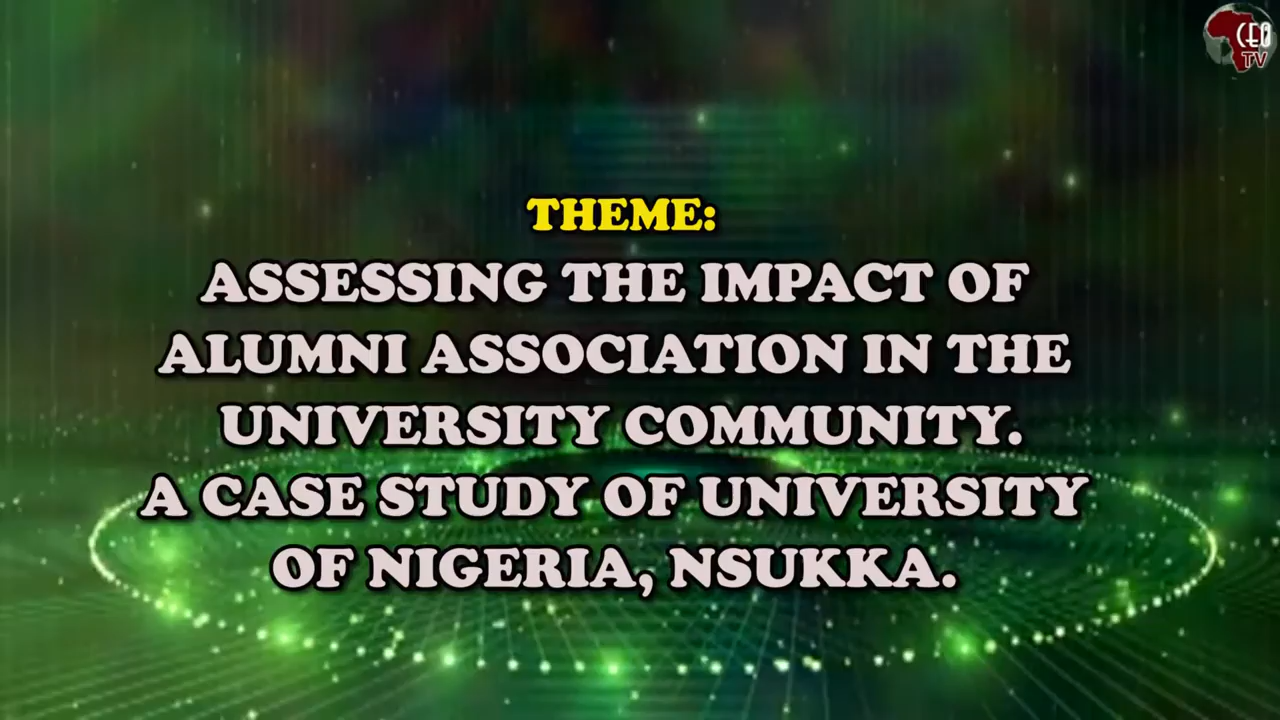 CEO
TV
THEME:
ASSESSING THE IMPACT OF
ALUMNI ASSOCIATION IN THE
UNIVERSITY COMMUNITY.
A CASE STUDY OF UNIVERSITY
OF NIGERIA, NSUKKA.